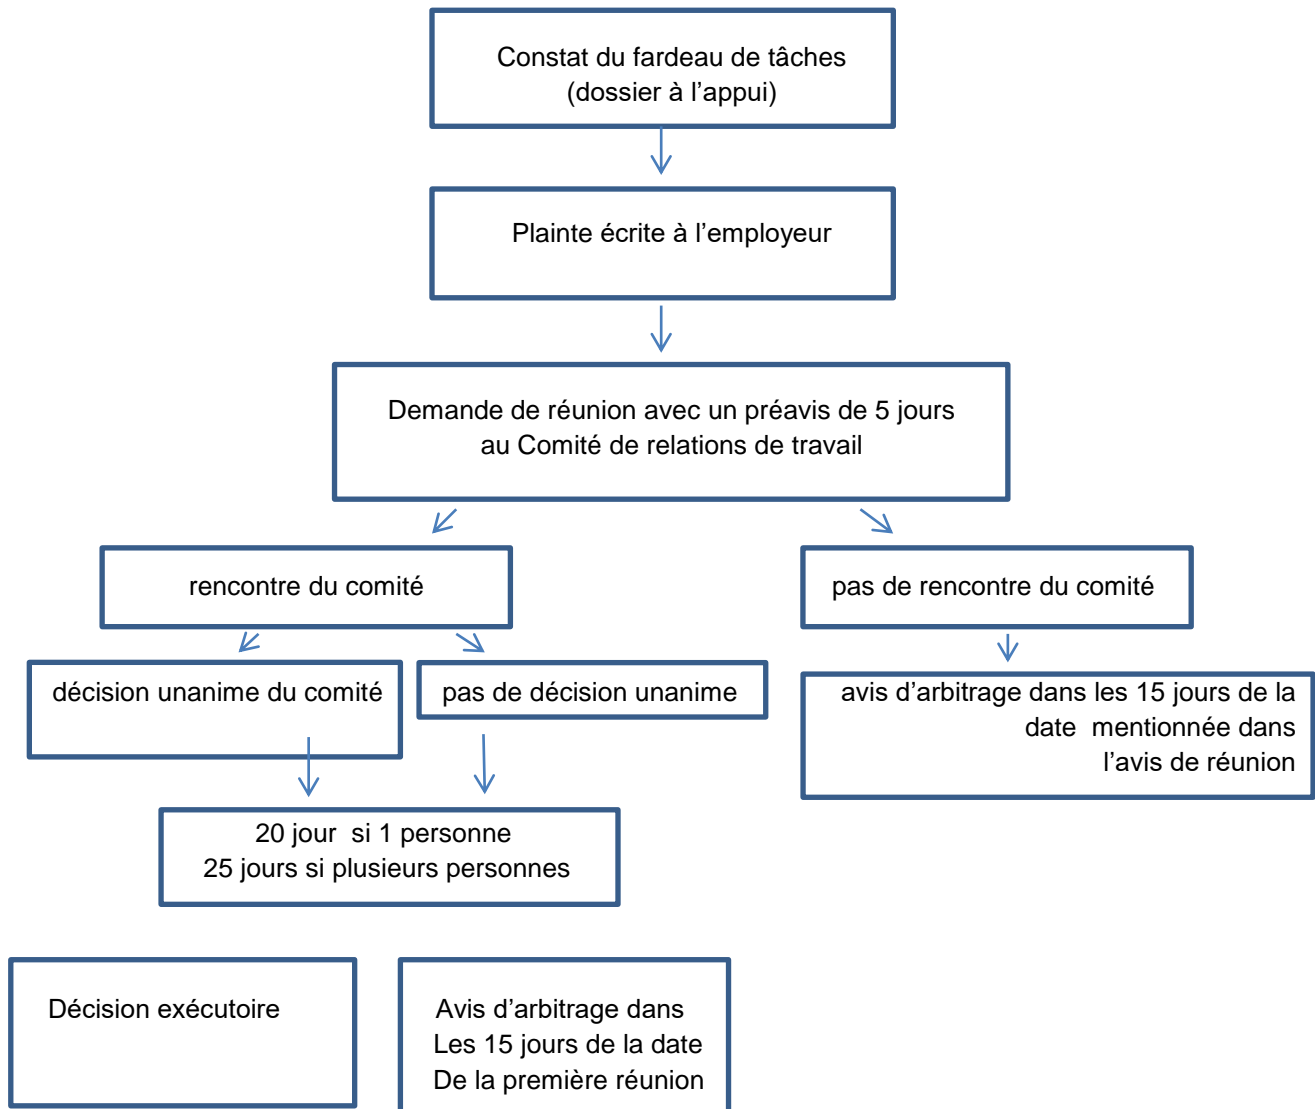 Constat du fardeau de tâches
(dossier à l’appui)
Plainte écrite à l’employeur
Demande de réunion avec un préavis de 5 jours
au Comité de relations de travail
rencontre du comité
pas de rencontre du comité
décision unanime du comité
pas de décision unanime
avis d’arbitrage dans les 15 jours de la
date mentionnée dans
l’avis de réunion
20 jour si 1 personne
25 jours si plusieurs personnes
Décision exécutoire
Avis d’arbitrage dans
Les 15 jours de la date
De la première réunion